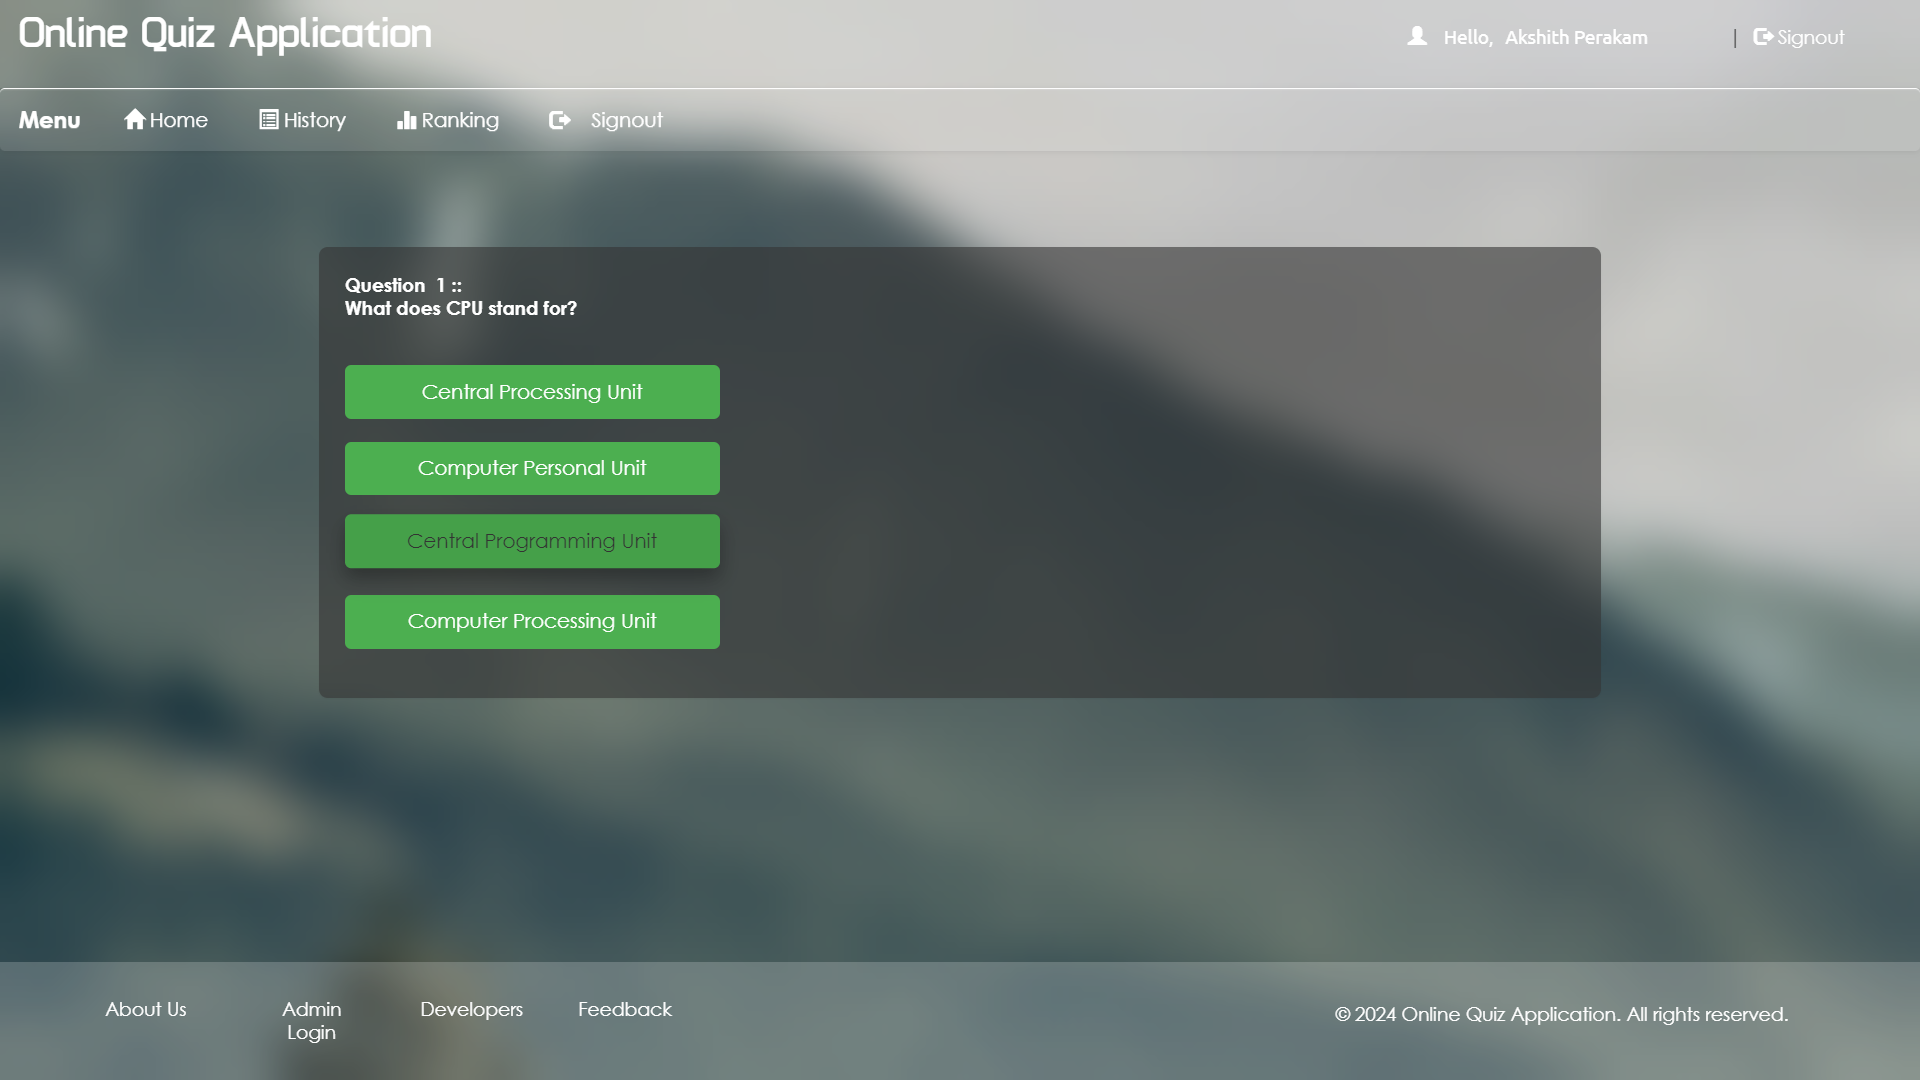 Online Quiz Application
Hello, Akshith Perakam | Signout
Menu Home History Ranking Signout
Question 1 ::
What does CPU stand for?
Central Processing Unit
Computer Personal Unit
Central Programming Unit
Computer Processing Unit
About Us
Admin
Login
Developers
Feedback
© 2024 Online Quiz Application. All rights reserved.